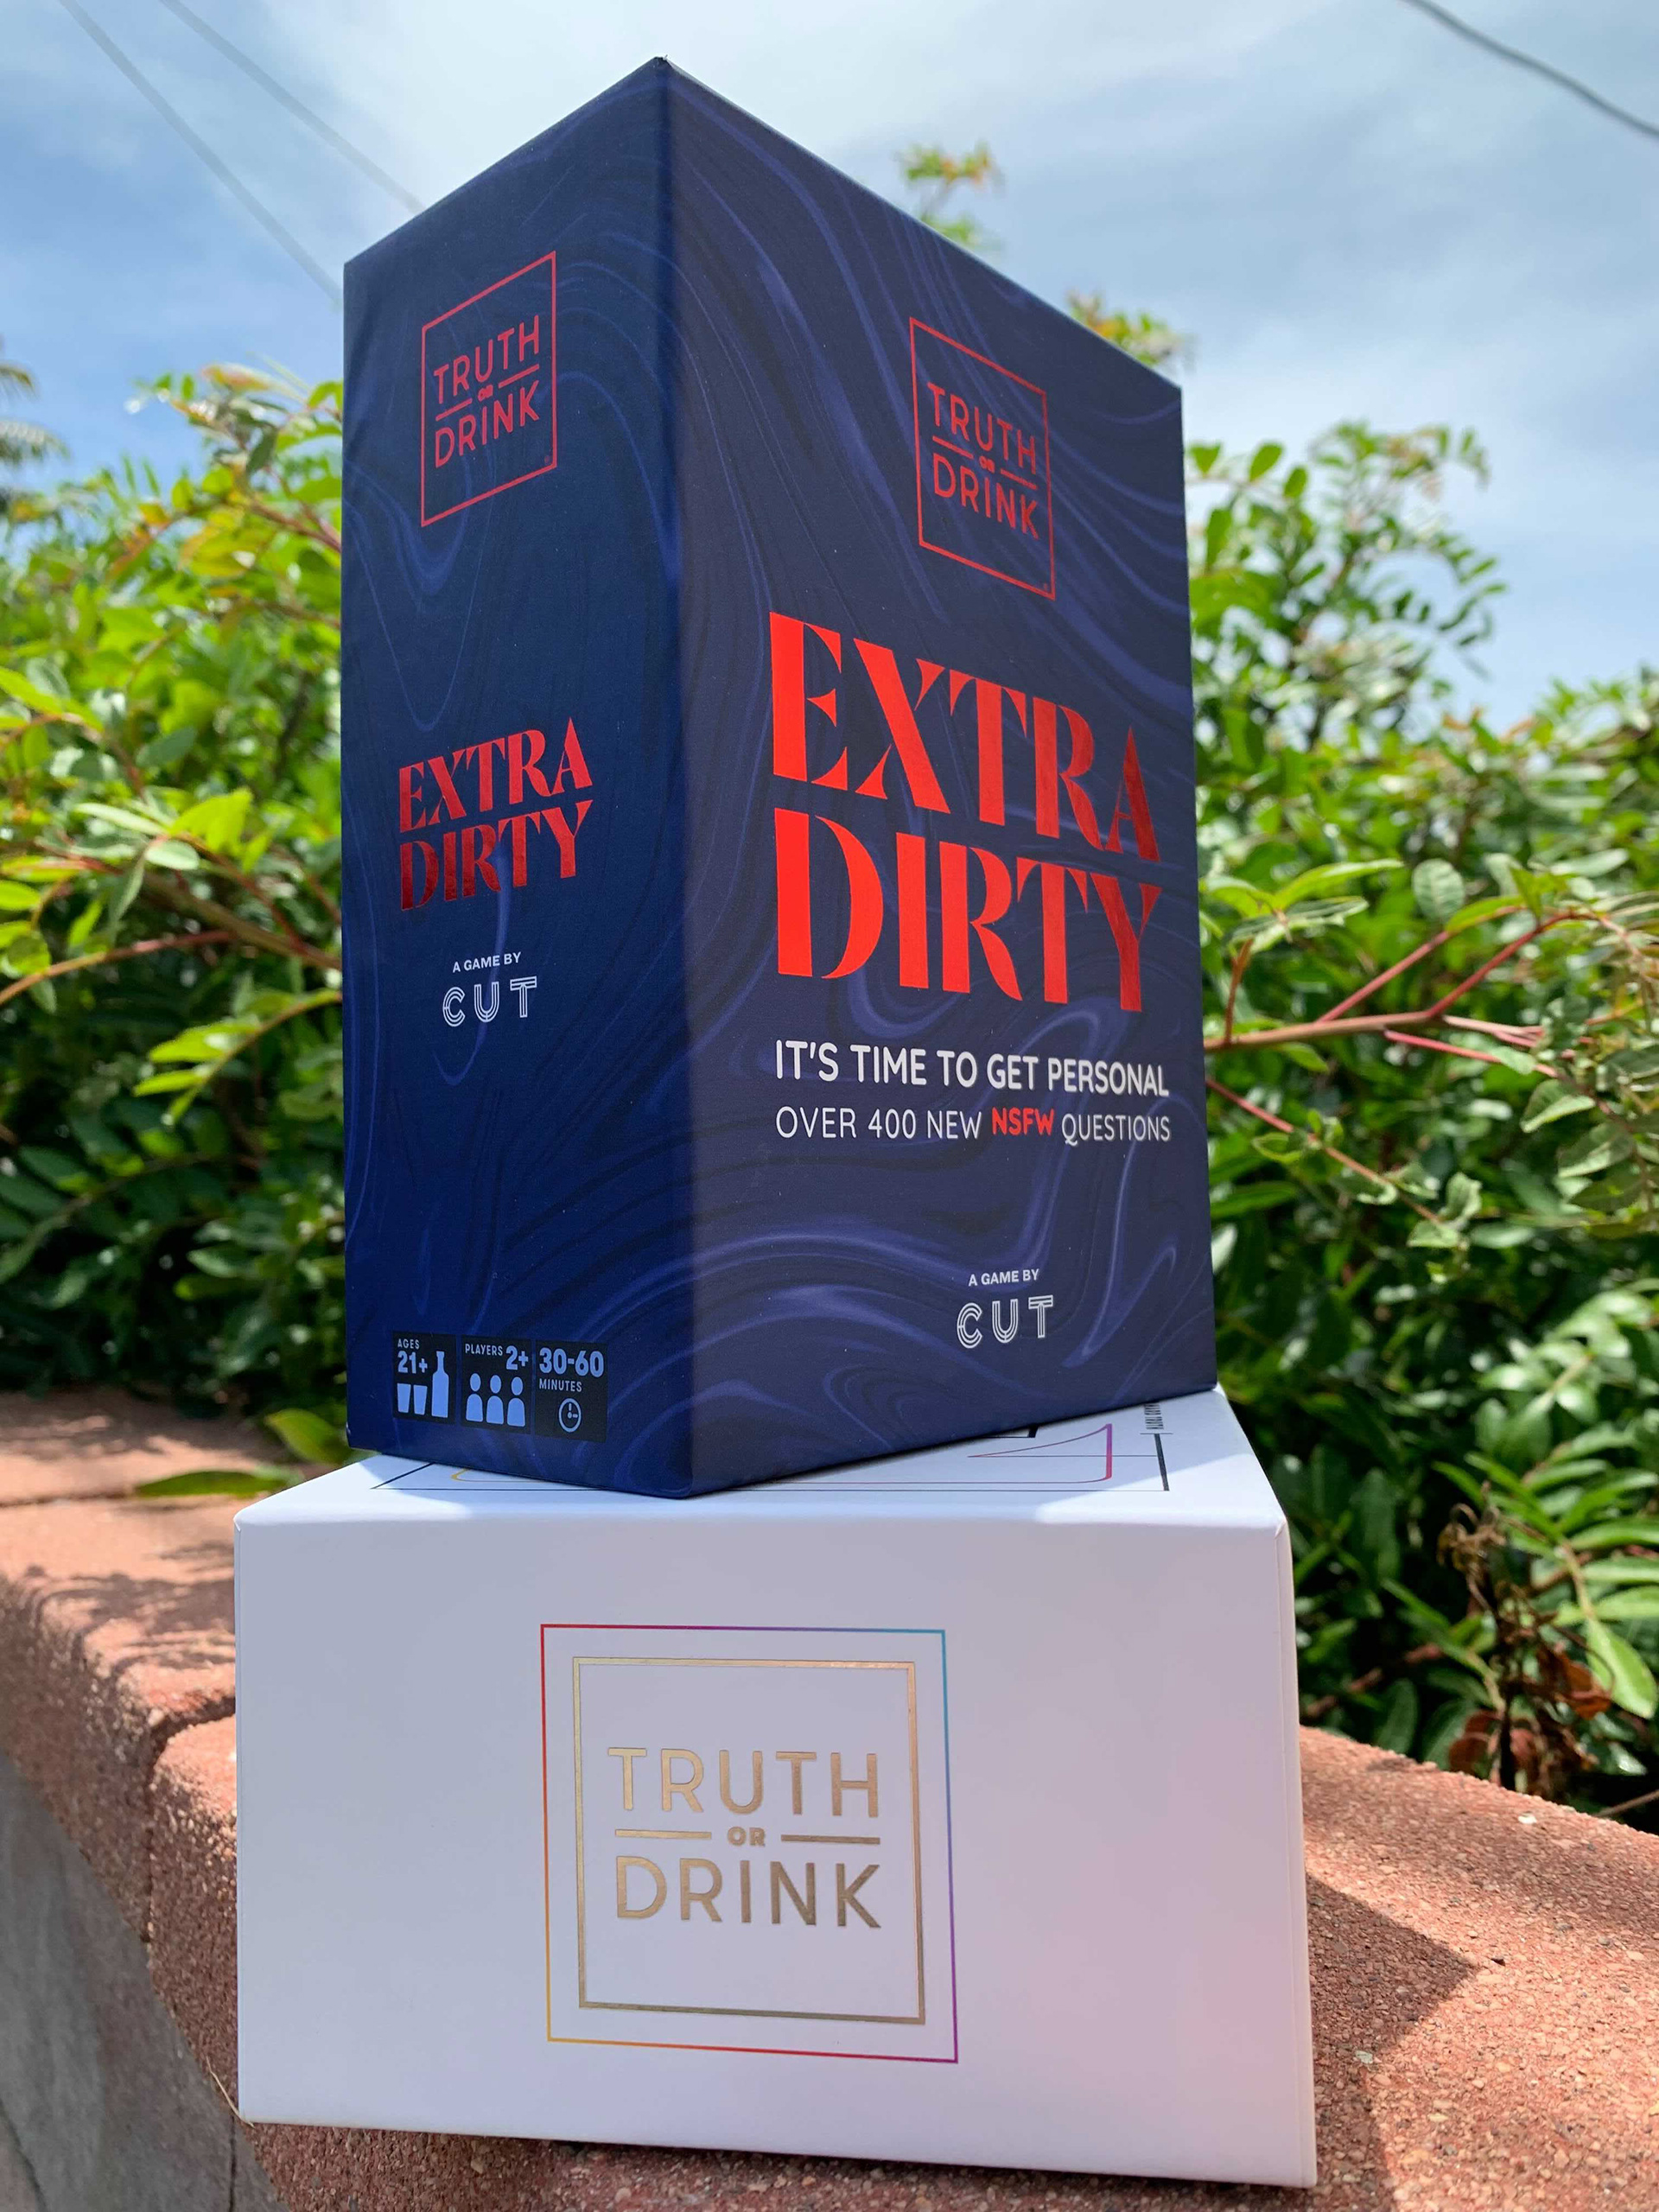 TRUTH
OR
DRINK
EXTRA
DIRTY
A GAME BY
CUT
AGES
21+
PLAYERS 2+
30-60
MINUTES
TRUTH
OR
DRINK
EXTRA
DIRTY
IT'S TIME TO GET PERSONAL
OVER 400 NEW NSFW QUESTIONS
A GAME BY
CUT
TRUTH
OR
DRINK